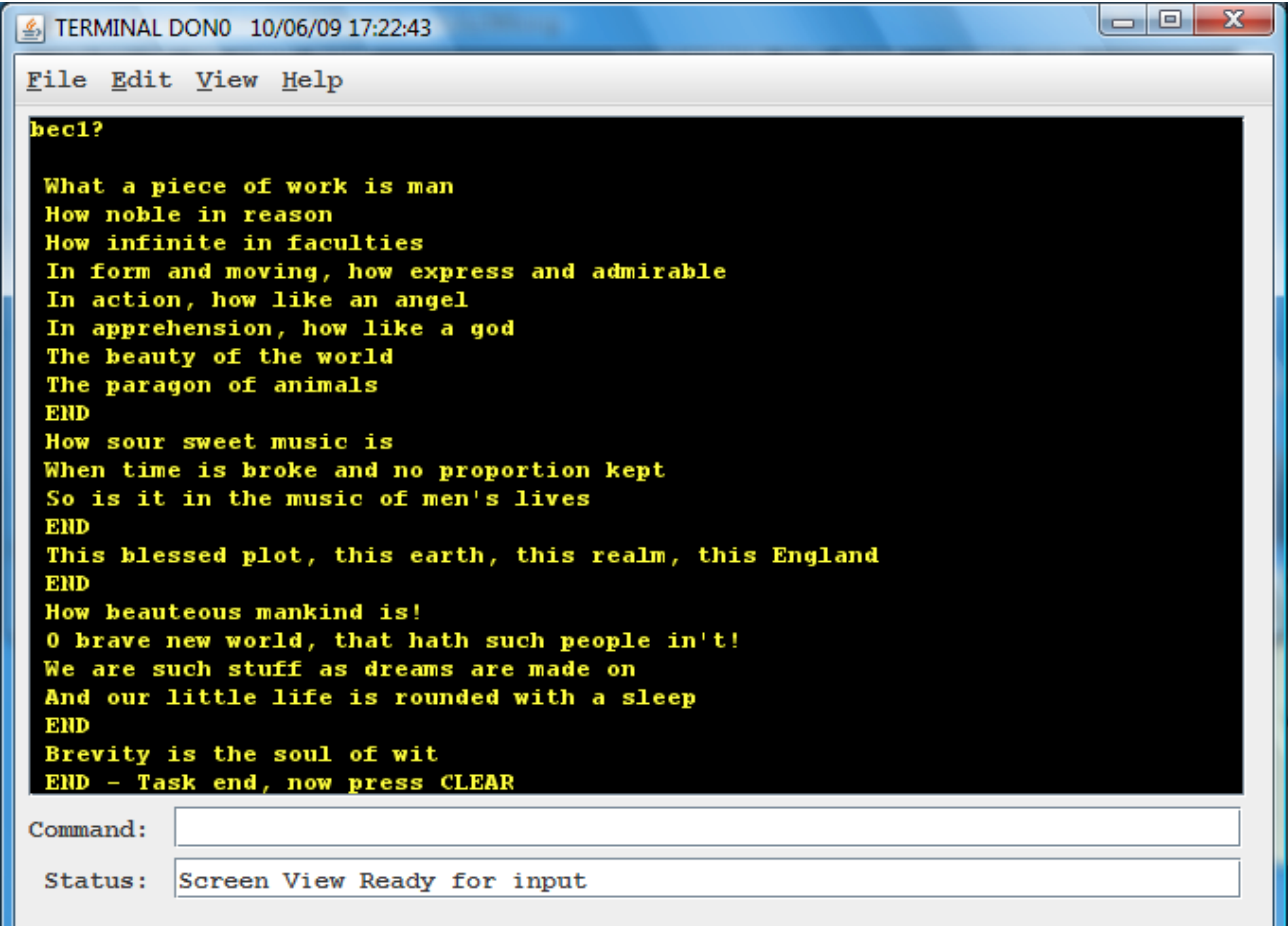 TERMINAL DON0 10/06/09 17:22:43
File Edit View Help
bec1?
What a piece of work is man
How noble in reason
How infinite in faculties
In form and moving, how express and admirable
In action, how like an angel
In apprehension, how like a god
The beauty of the world
The paragon of animals
END
How sour sweet music is
When time is broke and no proportion kept
So is it in the music of men's lives
END
This blessed plot, this earth, this realm, this England
END
How beauteous mankind is!
O brave new world, that hath such people in't!
We are such stuff as dreams are made on
And our little life is rounded with a sleep
END
Brevity is the soul of wit
END - Task end, now press CLEAR
Command:
Status: Screen View Ready for input